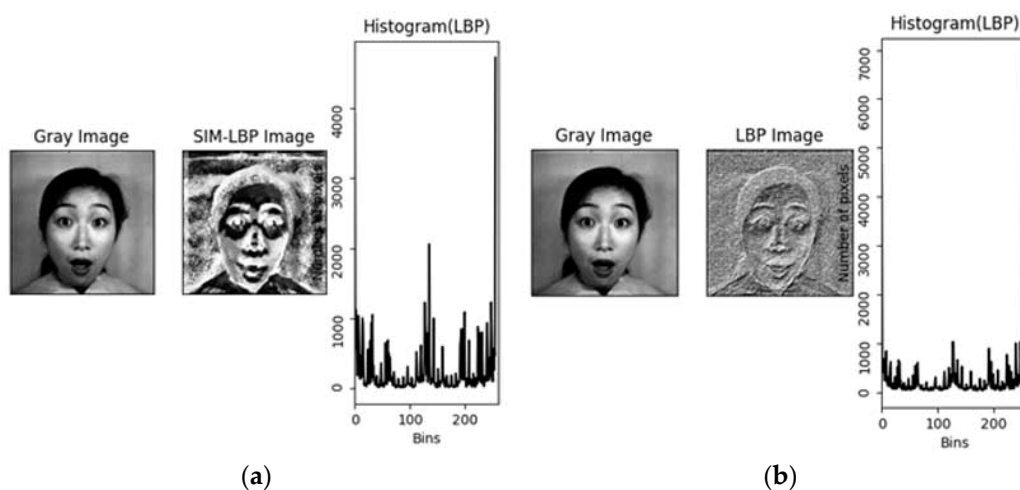 Histogram(LBP)
Gray Image
SIM-LBP Image
4000
3000
2000
1000
0
0 100 200
Bins
(a)
Histogram(LBP)
Gray Image
LBP Image
Number of pixels
7000
6000
5000
4000
3000
2000
1000
0
0 100 200
Bins
(b)